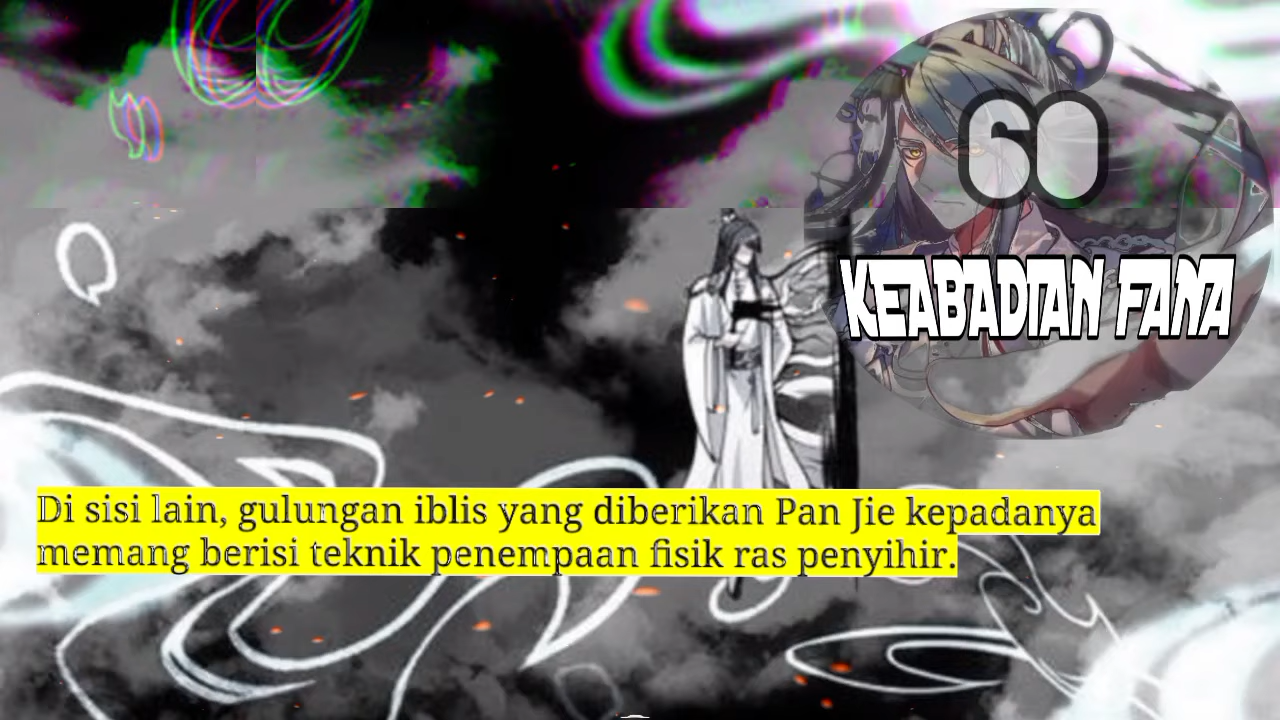 60
KEABADIAN FANA
Di sisi lain, gulungan iblis yang diberikan Pan Jie kepadanya
memang berisi teknik penempaan fisik ras penyihir.